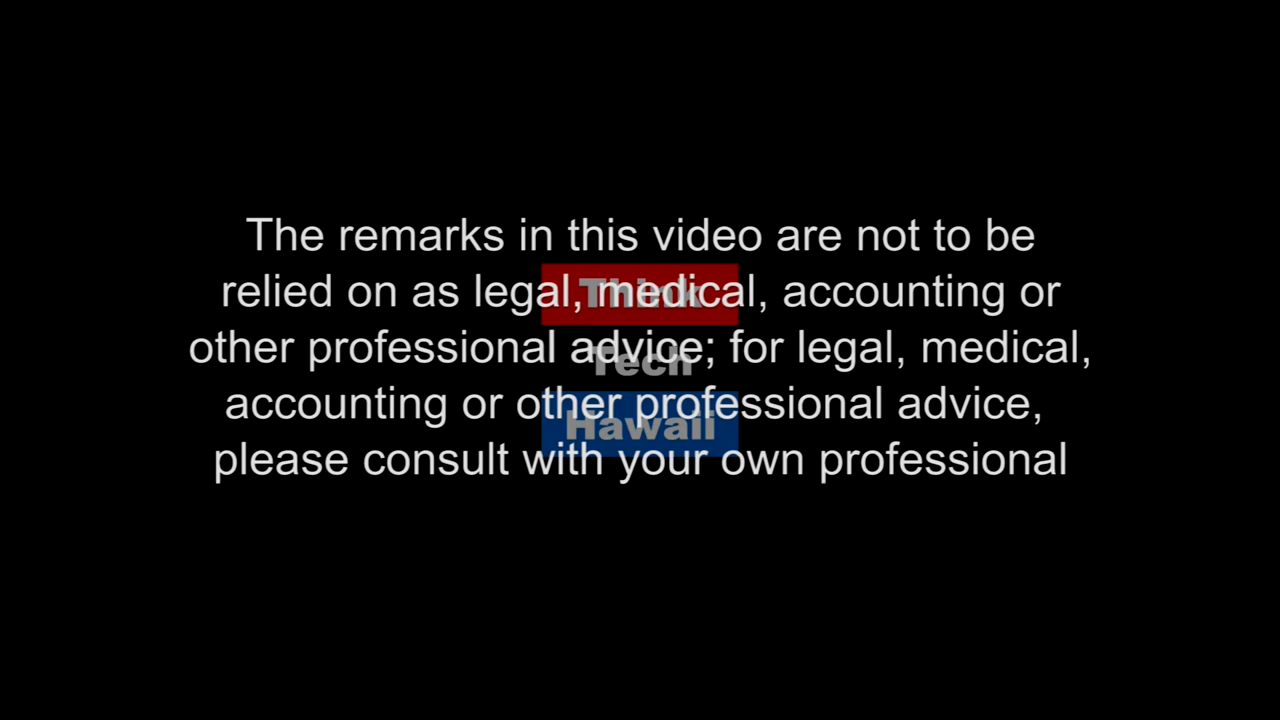 The remarks in this video are not to be
relied on as legal, medical, accounting or
other professional advice; for legal, medical,
accounting or other professional advice,
please consult with your own professional
Think
Tech
Hawaii